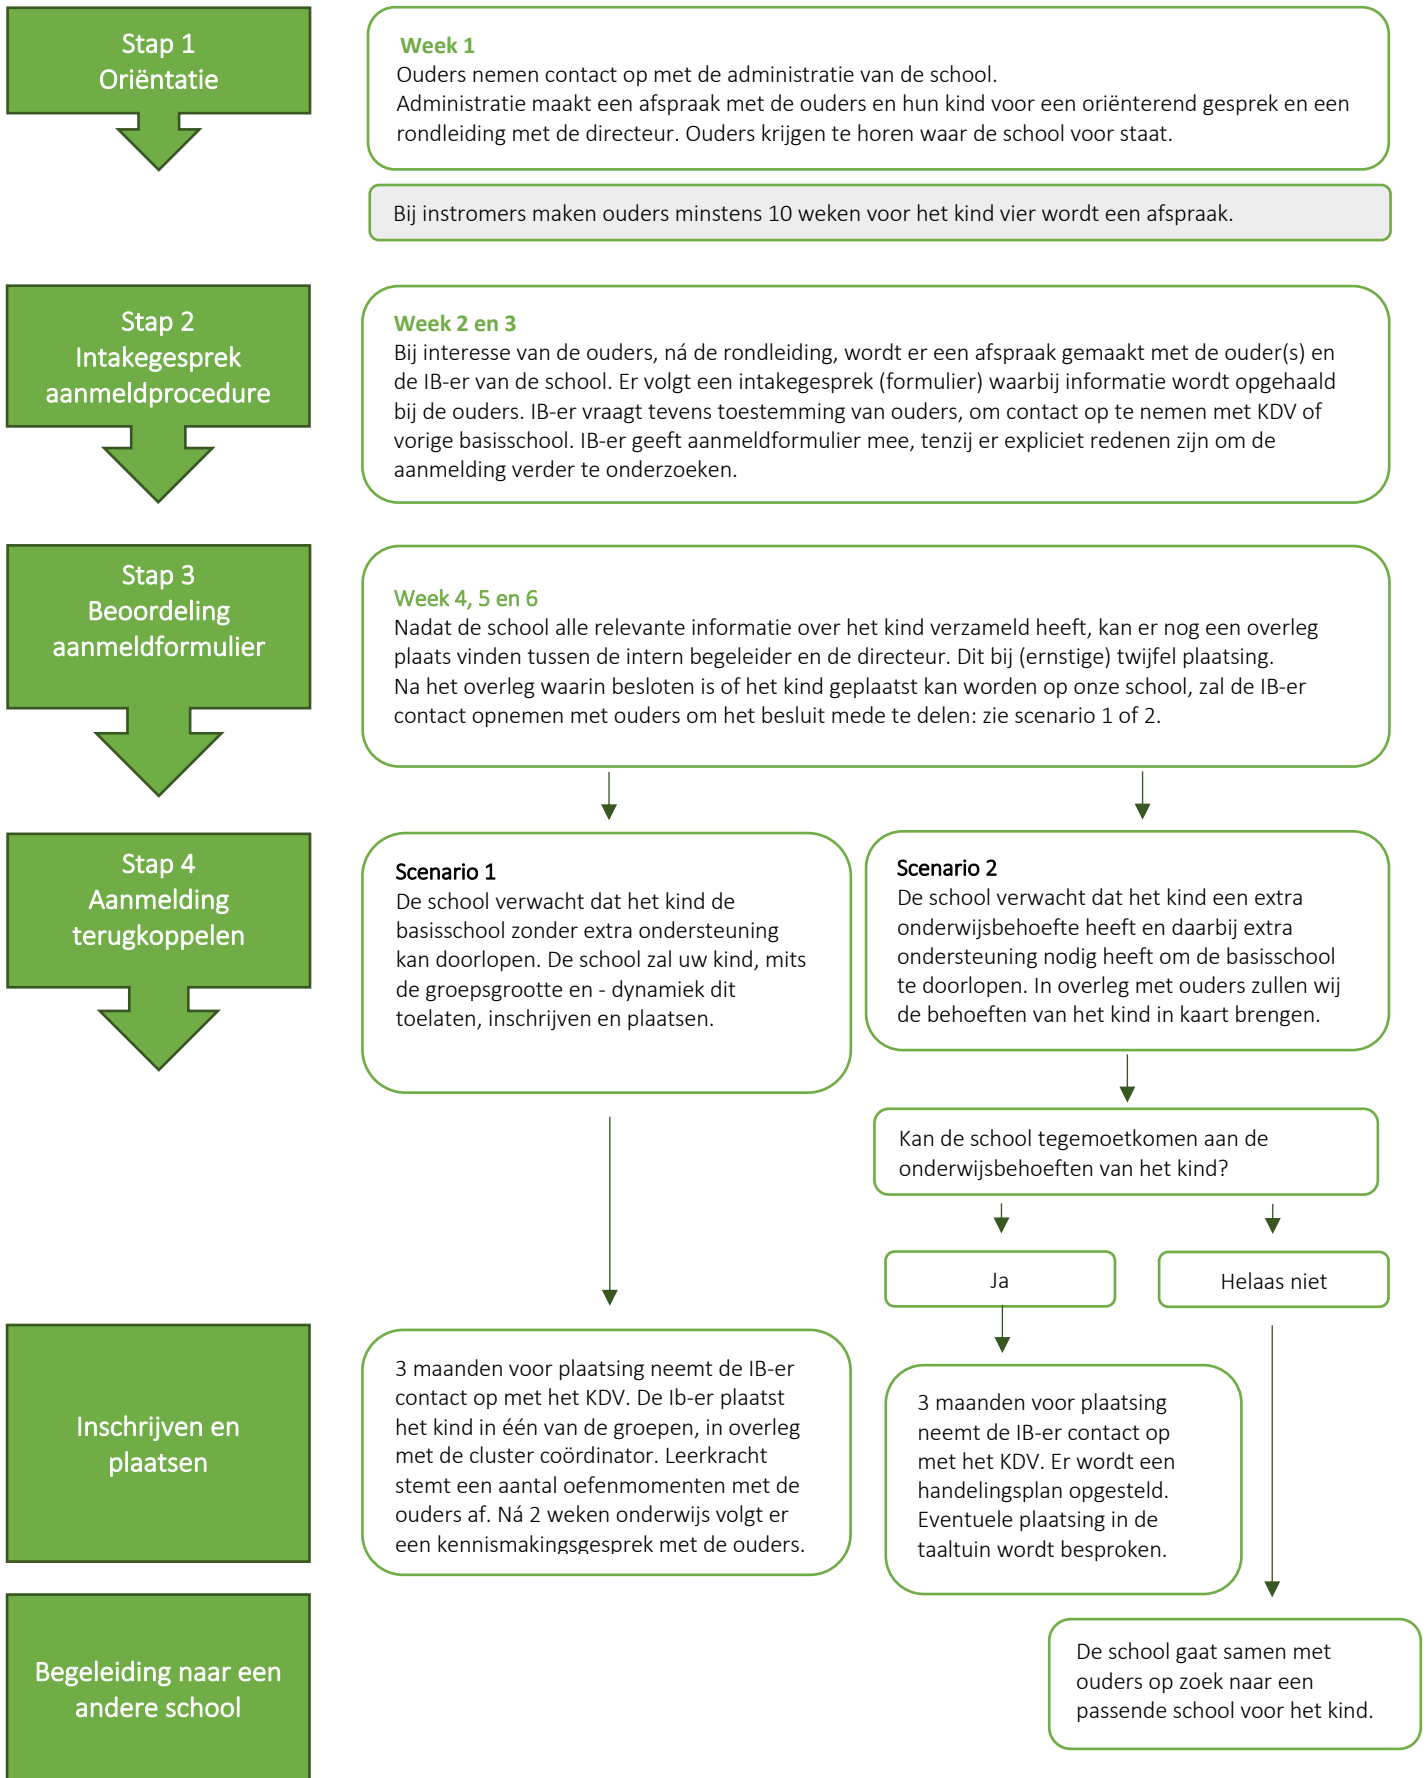 Stap 1
Oriëntatie
Week 1
Ouders nemen contact op met de administratie van de school.
Administratie maakt een afspraak met de ouders en hun kind voor een oriënterend gesprek en een
rondleiding met de directeur. Ouders krijgen te horen waar de school voor staat.
Bij instromers maken ouders minstens 10 weken voor het kind vier wordt een afspraak.
Stap 2
Intakegesprek
aanmeldprocedure
Week 2 en 3
Bij interesse van de ouders, ná de rondleiding, wordt er een afspraak gemaakt met de ouder(s) en
de IB-er van de school. Er volgt een intakegesprek (formulier) waarbij informatie wordt opgehaald
bij de ouders. IB-er vraagt tevens toestemming van ouders, om contact op te nemen met KDV of
vorige basisschool. IB-er geeft aanmeldformulier mee, tenzij er expliciet redenen zijn om de
aanmelding verder te onderzoeken.
Stap 3
Beoordeling
aanmeldformulier
Week 4, 5 en 6
Nadat de school alle relevante informatie over het kind verzameld heeft, kan er nog een overleg
plaats vinden tussen de intern begeleider en de directeur. Dit bij (ernstige) twijfel plaatsing.
Na het overleg waarin besloten is of het kind geplaatst kan worden op onze school, zal de IB-er
contact opnemen met ouders om het besluit mede te delen: zie scenario 1 of 2.
Stap 4
Aanmelding
terugkoppelen
Scenario 1
De school verwacht dat het kind de
basisschool zonder extra ondersteuning
kan doorlopen. De school zal uw kind, mits
de groepsgrootte en - dynamiek dit
toelaten, inschrijven en plaatsen.
Scenario 2
De school verwacht dat het kind een extra
onderwijsbehoefte heeft en daarbij extra
ondersteuning nodig heeft om de basisschool
te doorlopen. In overleg met ouders zullen wij
de behoeften van het kind in kaart brengen.
Kan de school tegemoetkomen aan de
onderwijsbehoeften van het kind?
Ja
Helaas niet
Inschrijven en
plaatsen
3 maanden voor plaatsing neemt de IB-er
contact op met het KDV. De Ib-er plaatst
het kind in één van de groepen, in overleg
met de cluster coördinator. Leerkracht
stemt een aantal oefenmomenten met de
ouders af. Ná 2 weken onderwijs volgt er
een kennismakingsgesprek met de ouders.
3 maanden voor plaatsing
neemt de IB-er contact op
met het KDV. Er wordt een
handelingsplan opgesteld.
Eventuele plaatsing in de
taaltuin wordt besproken.
Begeleiding naar een
andere school
De school gaat samen met
ouders op zoek naar een
passende school voor het kind.